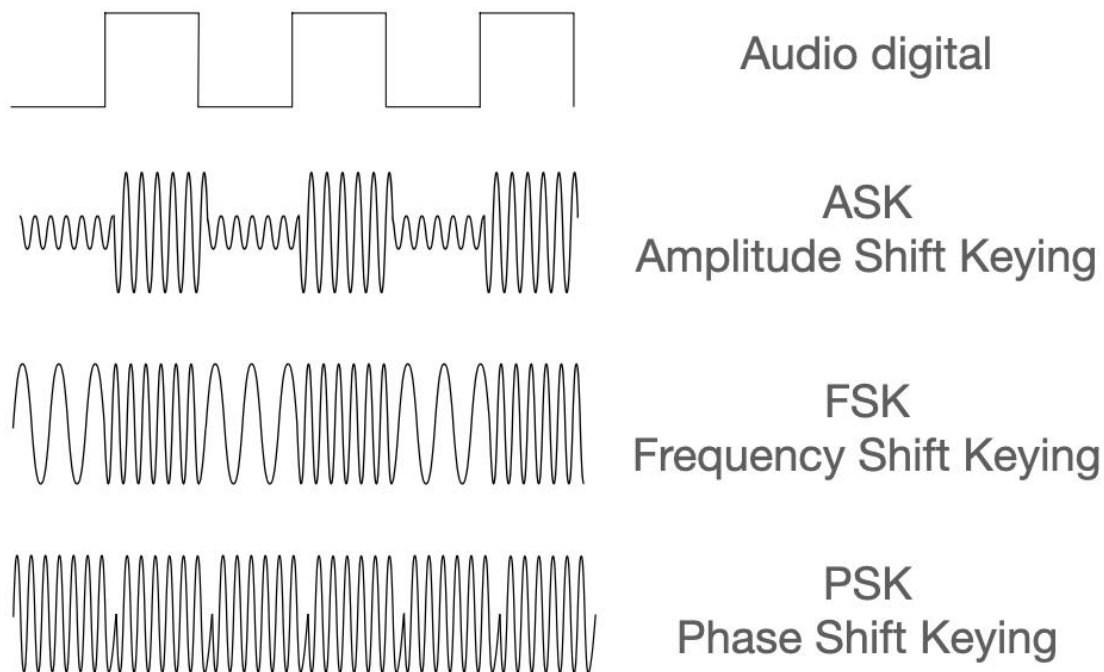 Audio digital
ASK
Amplitude Shift Keying
FSK
Frequency Shift Keying
PSK
Phase Shift Keying